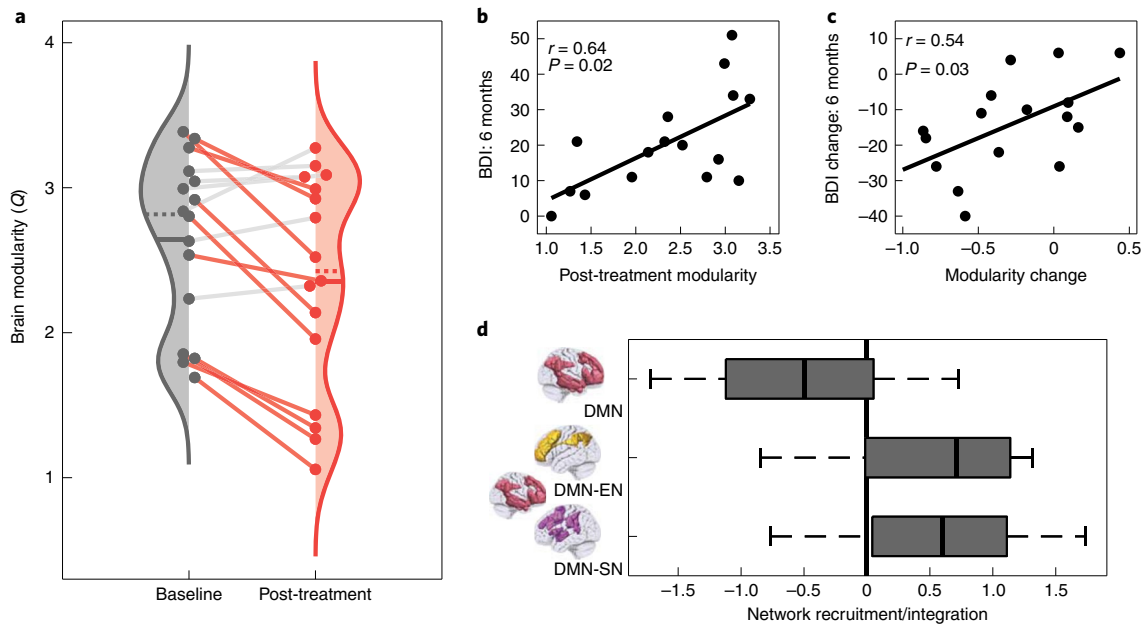 a
4
3
2
1
Brain modularity (Q)
Baseline
Post-treatment
b
50
40
30
20
10
0
BDI: 6 months
r = 0.64
P = 0.02
1.0
1.5
2.0
2.5
3.0
3.5
Post-treatment modularity
c
10
0
−10
−20
−30
−40
BDI change: 6 months
r = 0.54
P = 0.03
−1.0
−0.5
0
0.5
Modularity change
d
DMN
DMN-EN
DMN-SN
−1.5
−1.0
−0.5
0
0.5
1.0
1.5
Network recruitment/integration